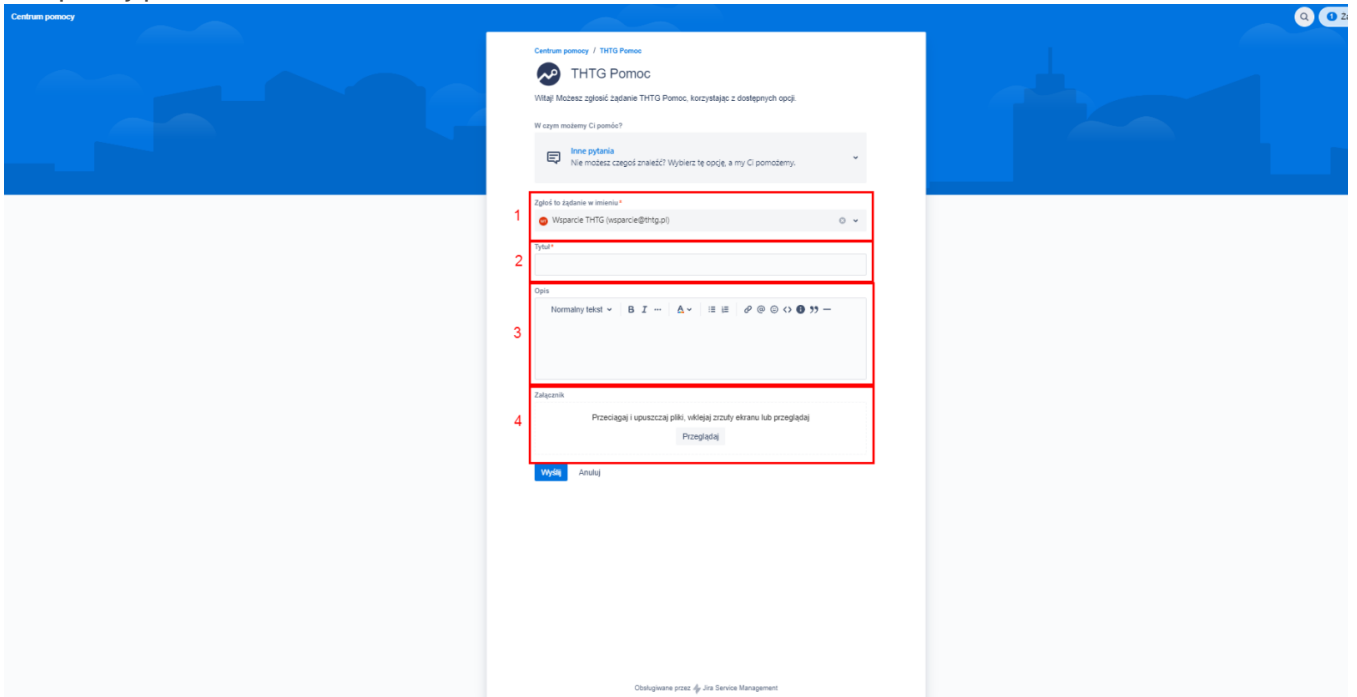 Centrum pomocy
Centrum pomocy / THTG Pomoc
THTG Pomoc
Witaj! Możesz zgłosić żądanie THTG Pomoc, korzystając z dostępnych opcji.
W czym możemy Ci pomóc?
Inne pytania
Nie możesz czegoś znaleźć? Wybierz tę opcję, a my Ci pomożemy.
1
Zgłoś to żądanie w imieniu*
Wsparcie THTG (wsparcie@thtg.pl)
2
Tytuł*
Opis
Normalny tekst B I ... A
3
Załącznik
4
Przeciągaj i upuszczaj pliki, wklejaj zrzuty ekranu lub przeglądaj
Przeglądaj
Wyślij Anuluj
Obsługiwane przez Jira Service Management